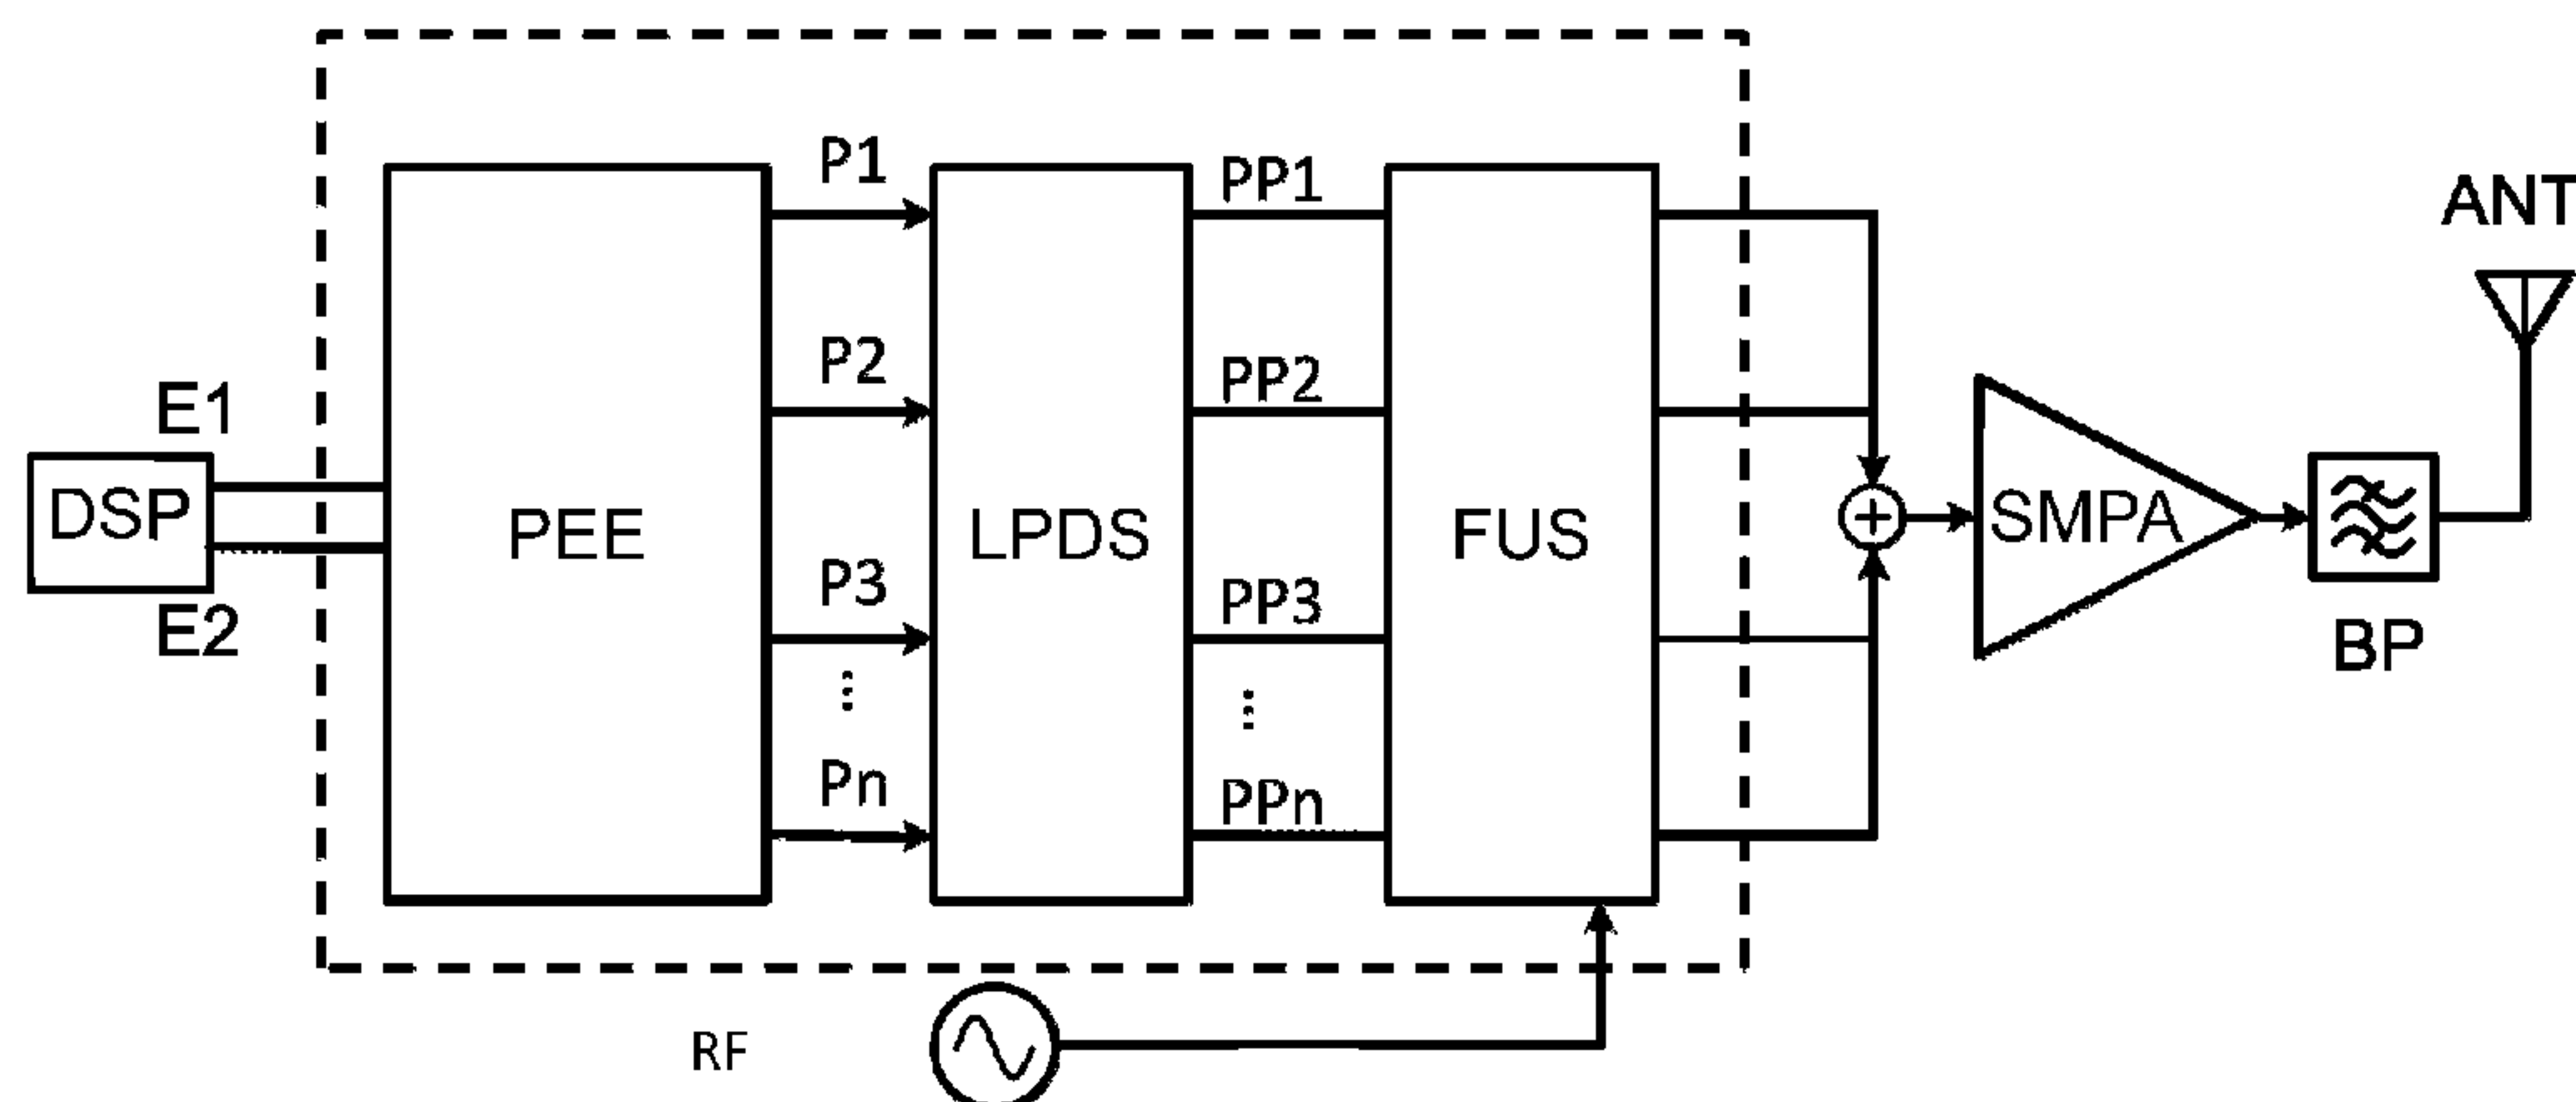 E1
DSP
E2
PEE
P1
P2
P3
⋮
Pn
LPDS
PP1
PP2
PP3
⋮
PPn
FUS
RF
SMPA
BP
ANT